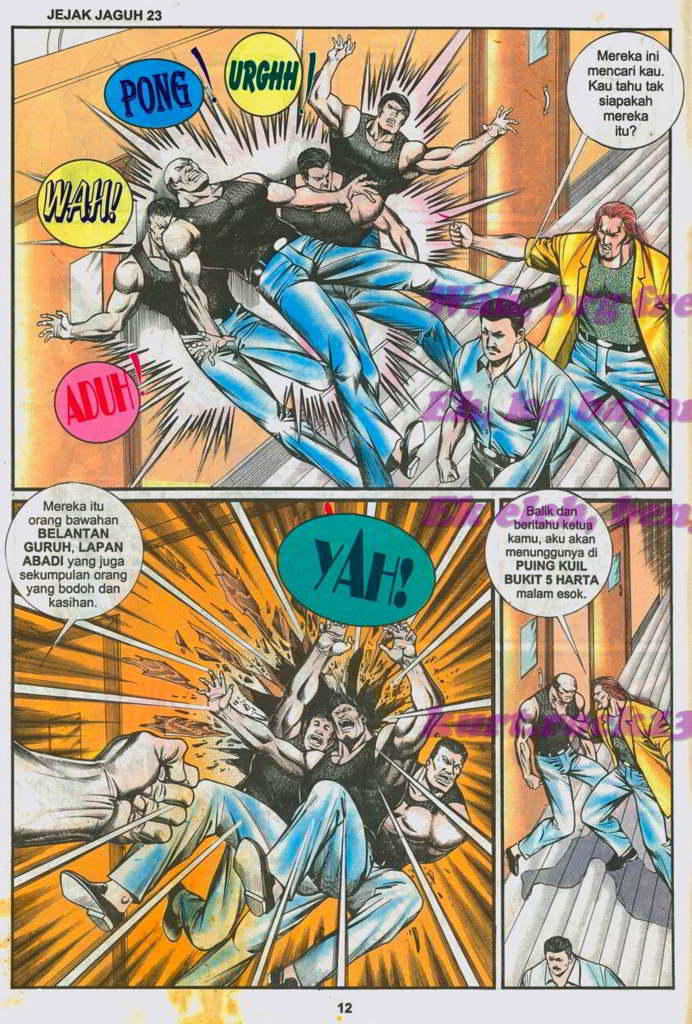 JEJAK JAGUH 23
PONG!
URGHH!
Mereka ini
mencari kau.
Kau tahu tak
siapakah
mereka
itu?
WAH!
ADUH!
Mereka itu
orang bawahan
BELANTAN
GURUH, LAPAN
ABADI yang juga
sekumpulan orang
yang bodoh dan
kasihan.
YAH!
Balik dan
beritahu ketua
kamu, aku akan
menunggunya di
PUING KUIL
BUKIT 5 HARTA
malam esok.
12